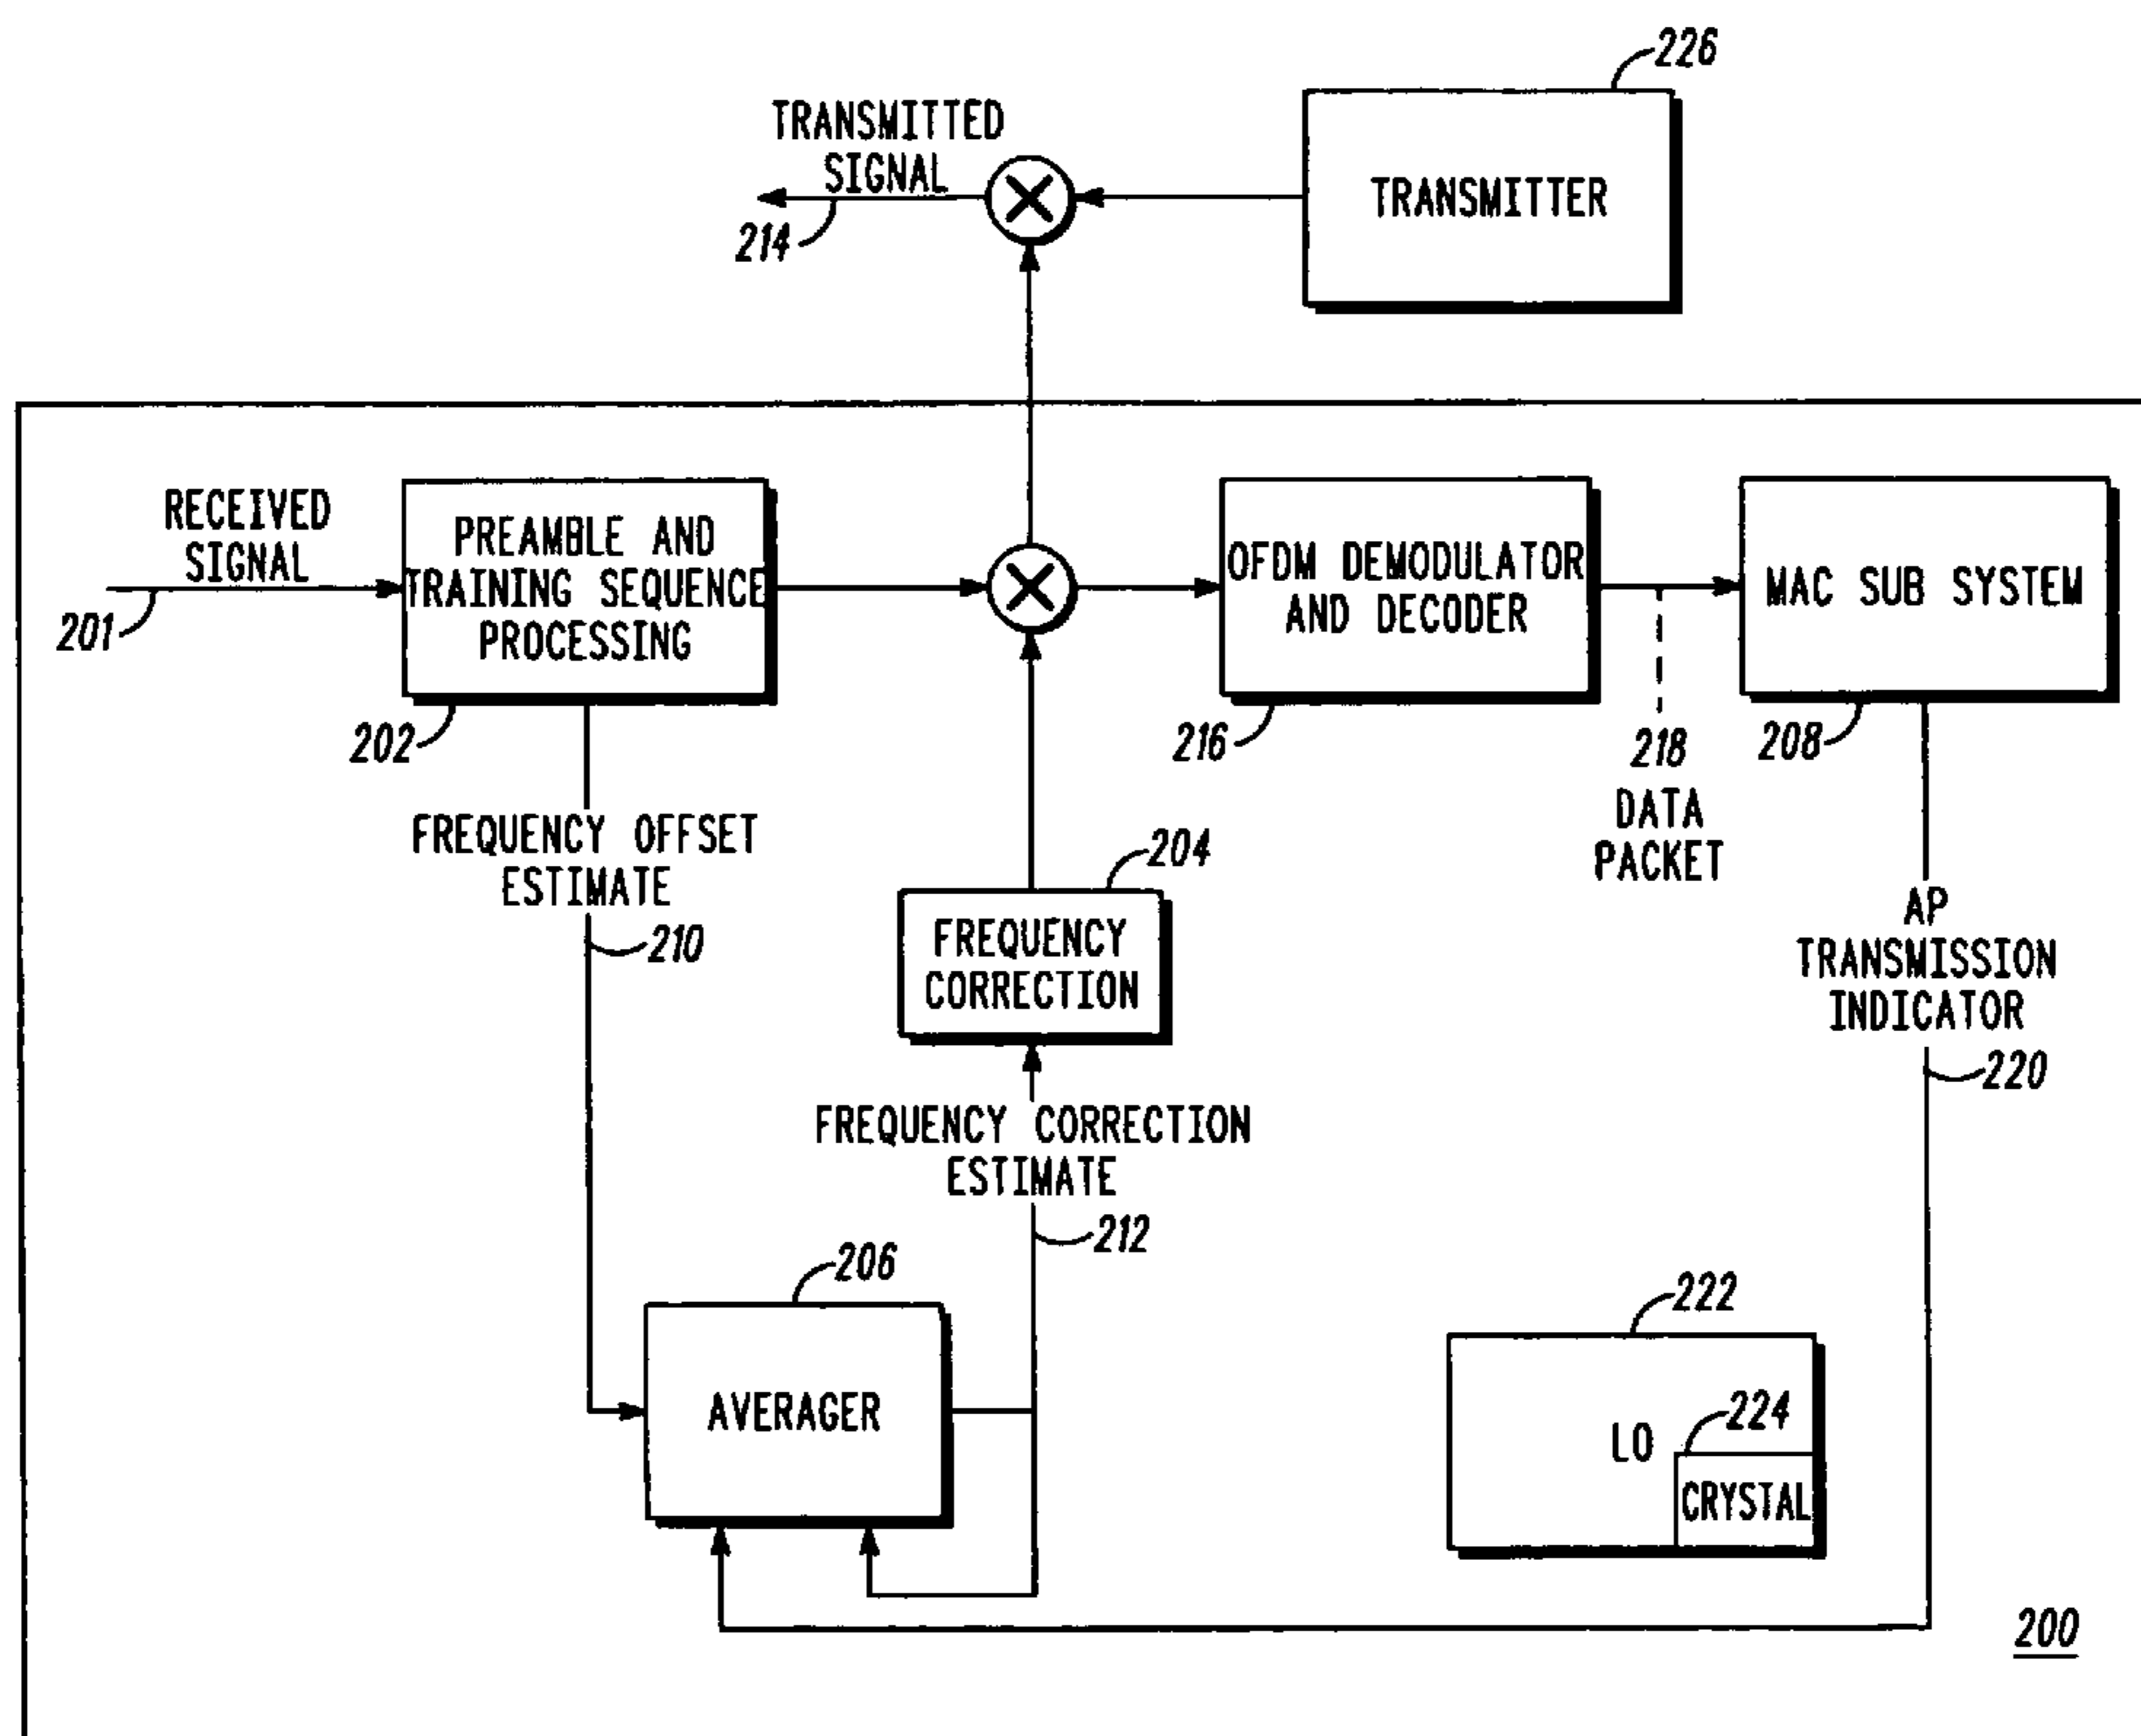 226
TRANSMITTED
SIGNAL
TRANSMITTER
214
RECEIVED
SIGNAL
PREAMBLE AND
TRAINING SEQUENCE
PROCESSING
OFDM DEMODULATOR
AND DECODER
MAC SUB SYSTEM
201
202
216
218
208
DATA
PACKET
FREQUENCY OFFSET
ESTIMATE
204
210
FREQUENCY
CORRECTION
AP
TRANSMISSION
INDICATOR
220
FREQUENCY CORRECTION
ESTIMATE
212
206
222
AVERAGER
224
LO
CRYSTAL
200